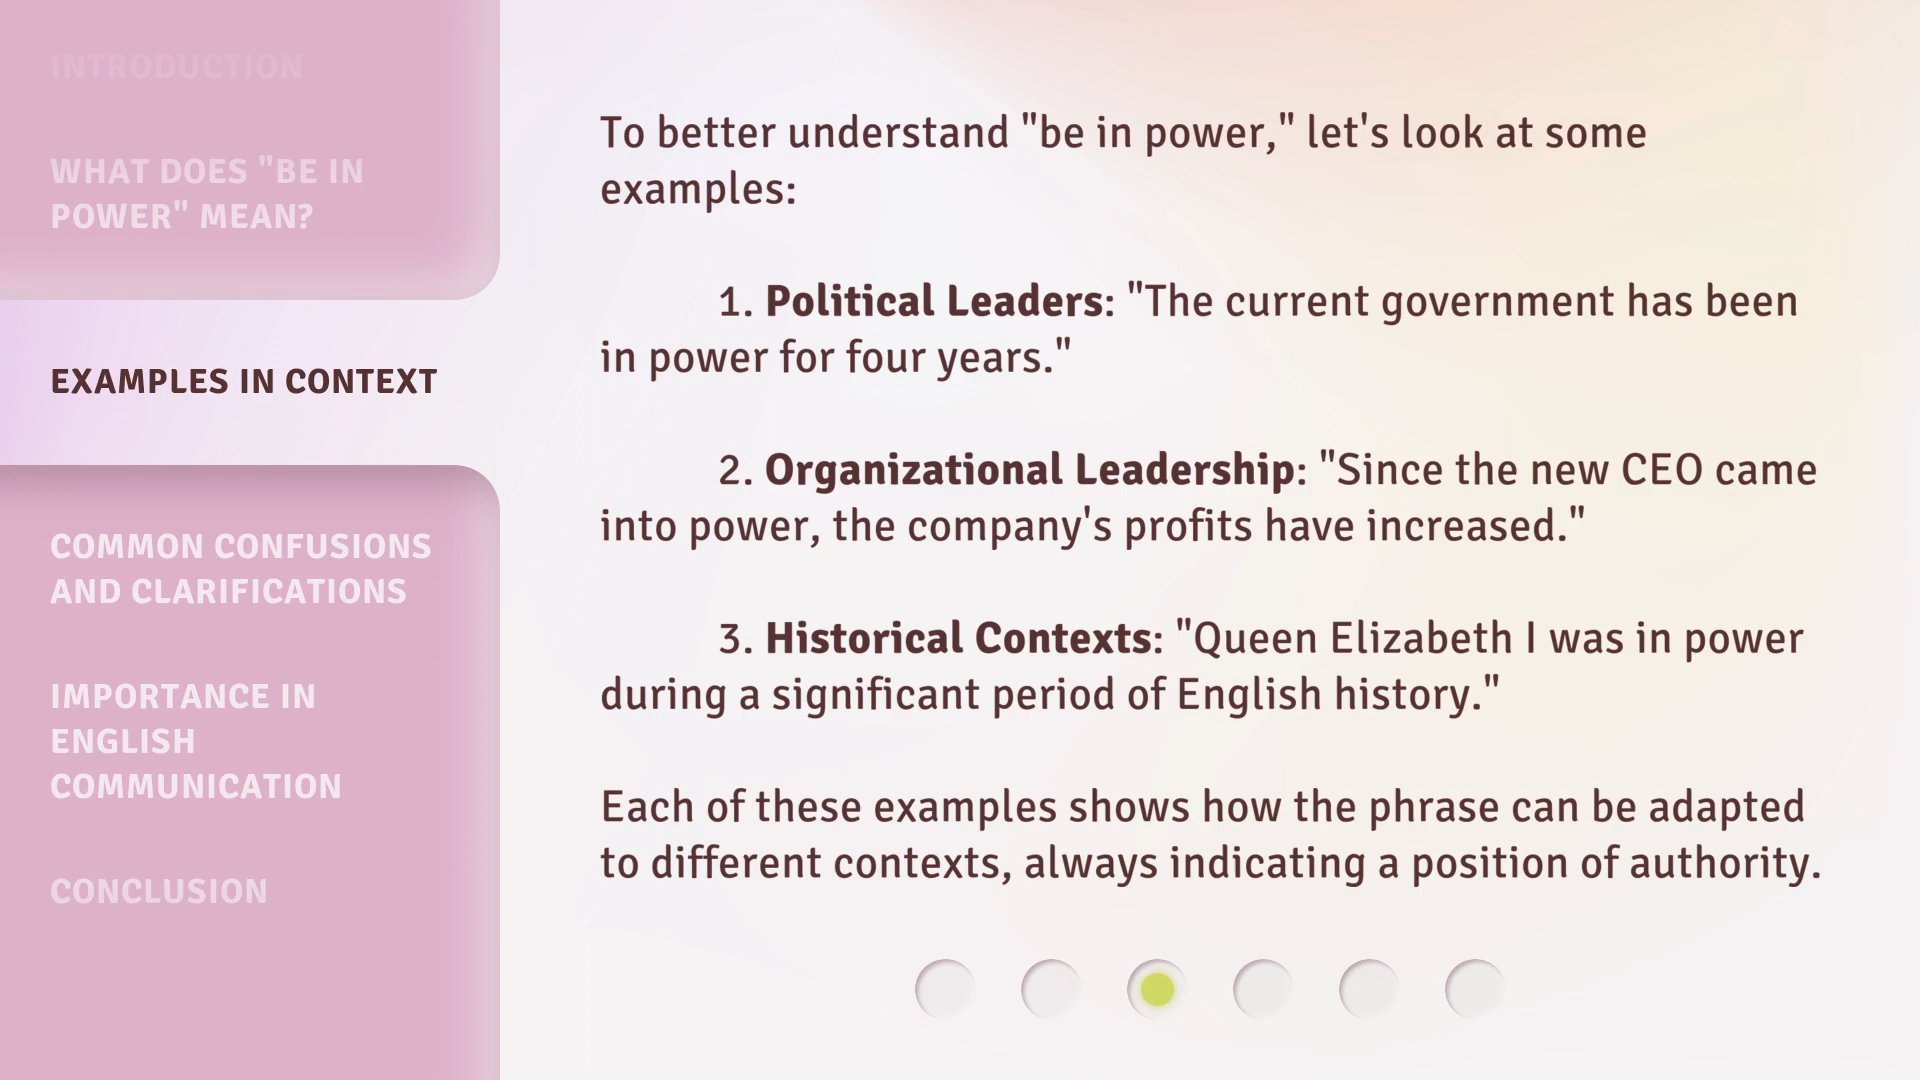 INTRODUCTION
WHAT DOES "BE IN
POWER" MEAN?
EXAMPLES IN CONTEXT
COMMON CONFUSIONS
AND CLARIFICATIONS
IMPORTANCE IN
ENGLISH
COMMUNICATION
CONCLUSION
To better understand "be in power," let's look at some
examples:
1. Political Leaders: "The current government has been
in power for four years."
2. Organizational Leadership: "Since the new CEO came
into power, the company's profits have increased."
3. Historical Contexts: "Queen Elizabeth I was in power
during a significant period of English history."
Each of these examples shows how the phrase can be adapted
to different contexts, always indicating a position of authority.